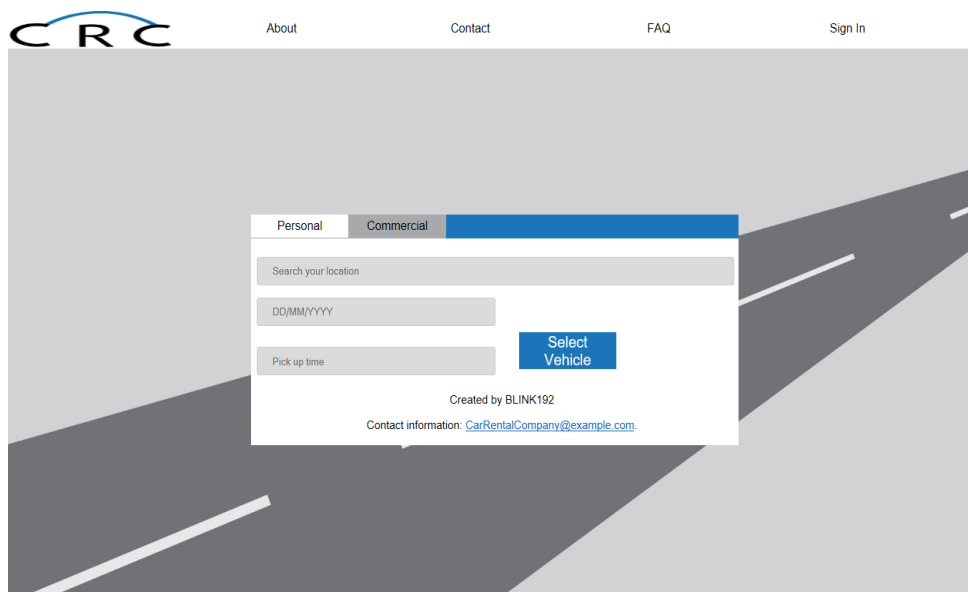 CRC
About Contact FAQ Sign In
Personal Commercial
Search your location
DD/MM/YYYY
Select
Vehicle
Pick up time
Created by BLINK192
Contact information: CarRentalCompany@example.com.